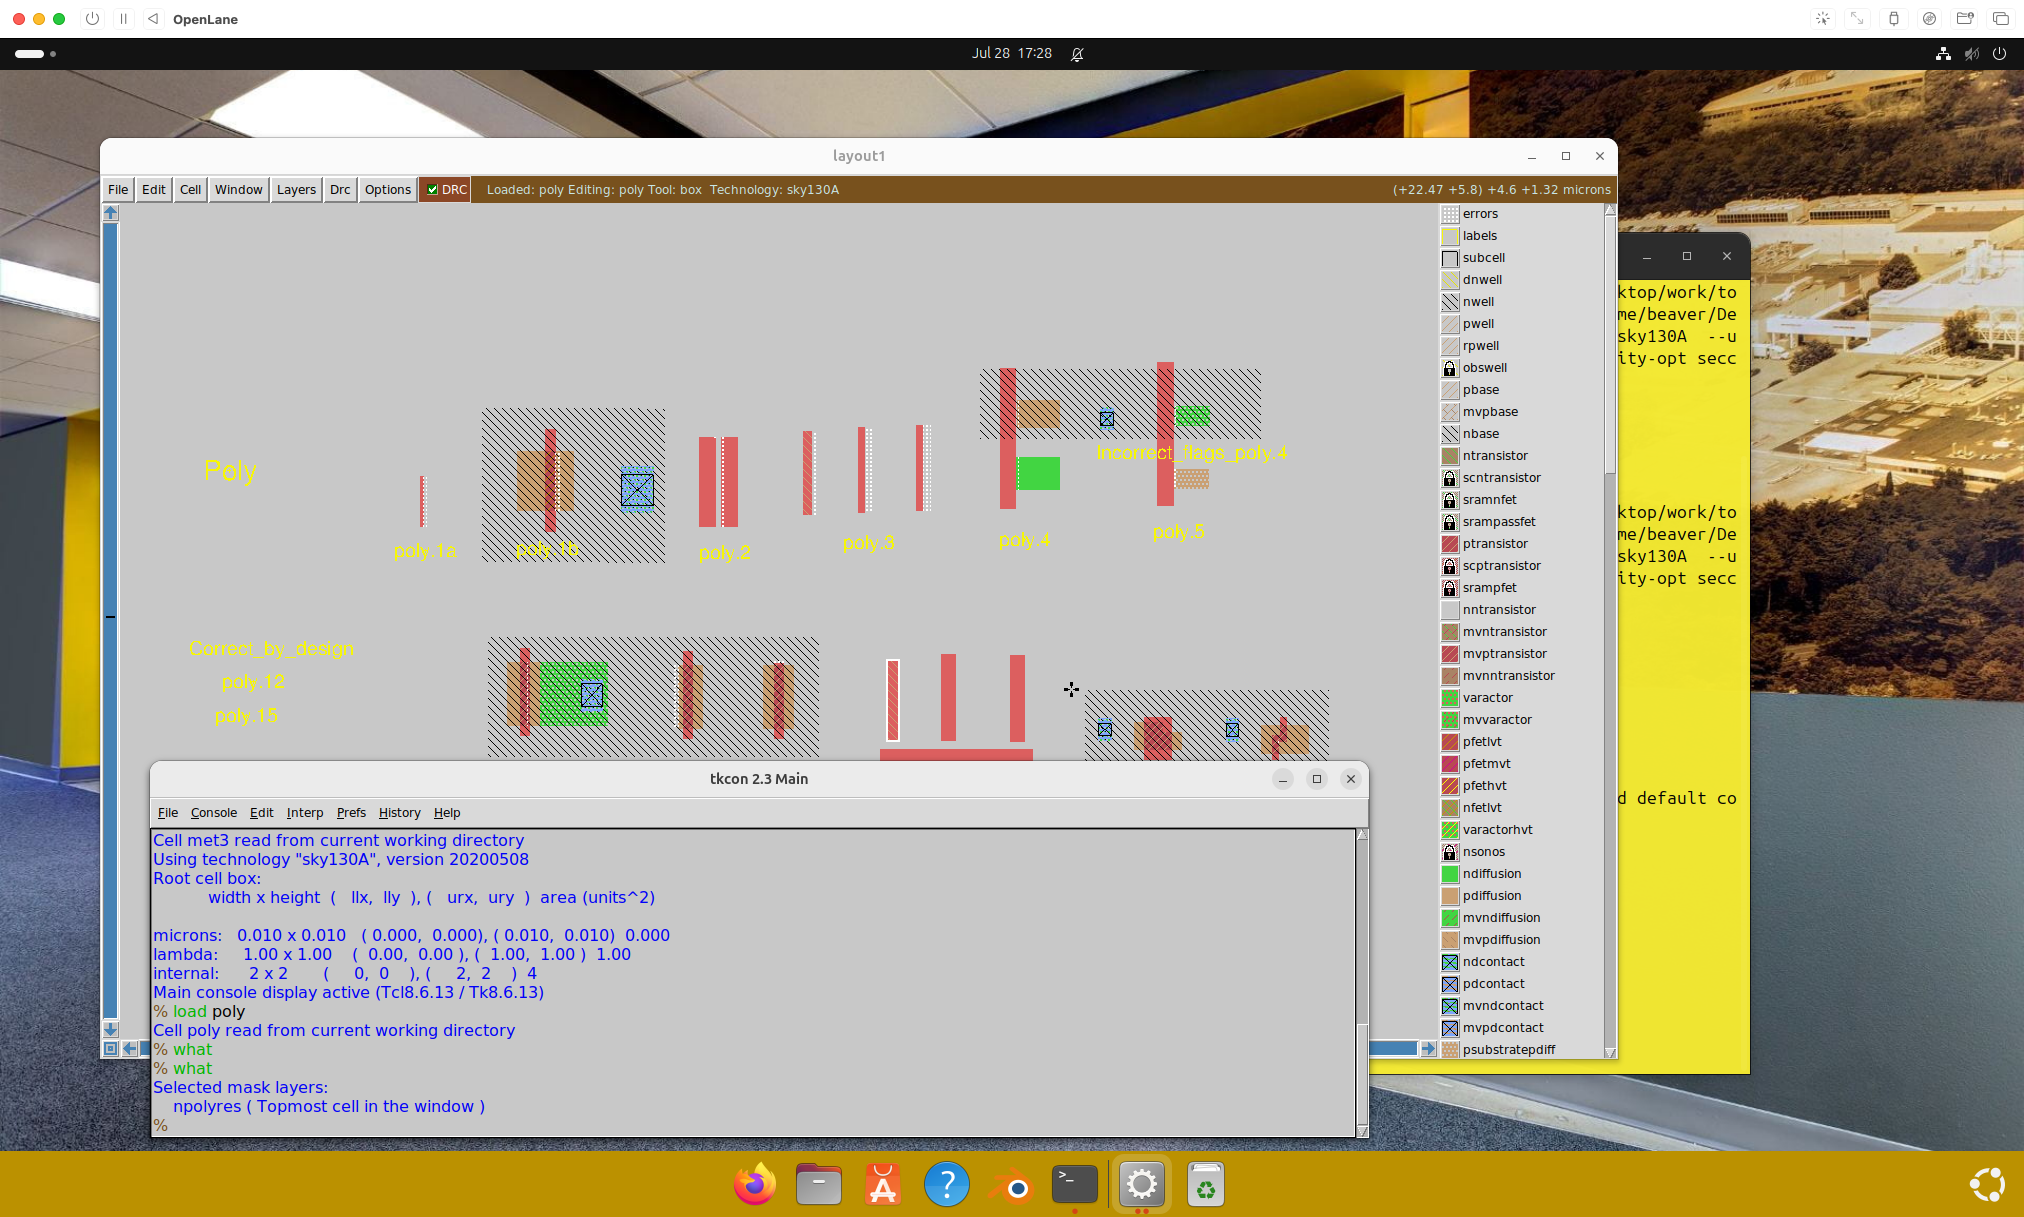 OpenLane
Jul 28 17:28
layout1
File Edit Cell Window Layers Drc Options DRC Loaded: poly Editing: poly Tool: box Technology: sky130A (+22.47 +5.8) +4.6 +1.32 microns
errors
labels
subcell
dnwell
nwell
pwell
rpwell
obswell
pbase
mvpbase
nbase
ntransistor
scntransistor
sramnfet
srampassfet
ptransistor
scptransistor
srampfet
nntransistor
mvntransistor
mvptransistor
mvnntransistor
varactor
mvvaractor
pfetlvt
pfetmvt
pfethvt
nfetlvt
varactorhvt
nsonos
ndiffusion
pdiffusion
mvndiffusion
mvpdiffusion
ndcontact
pdcontact
mvndcontact
mvpdcontact
psubstratepdiff
Poly
poly.1a
poly.1b
poly.2
poly.3
poly.4
Incorrect_flags_poly.4
poly.5
Correct_by_design
poly.12
poly.15
ktop/work/to
me/beaver/De
sky130A --u
ity-opt secc
ktop/work/to
me/beaver/De
sky130A --u
ity-opt secc
d default co
tkcon 2.3 Main
File Console Edit Interp Prefs History Help
Cell met3 read from current working directory
Using technology "sky130A", version 20200508
Root cell box:
width x height ( llx, lly ), ( urx, ury ) area (units^2)
microns: 0.010 x 0.010 ( 0.000, 0.000), ( 0.010, 0.010) 0.000
lambda: 1.00 x 1.00 ( 0.00, 0.00 ), ( 1.00, 1.00 ) 1.00
internal: 2 x 2 ( 0, 0 ), ( 2, 2 ) 4
Main console display active (Tcl8.6.13 / Tk8.6.13)
% load poly
Cell poly read from current working directory
% what
% what
Selected mask layers:
npolyres ( Topmost cell in the window )
%